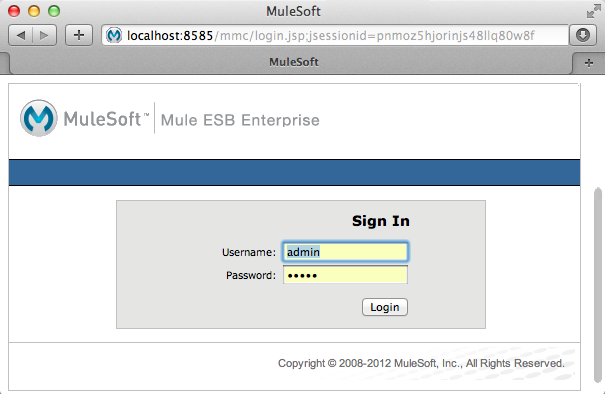 MuleSoft
localhost:8585/mmc/login.jsp;jsessionid=pnmoz5hjorinjs48llq80w8f
MuleSoft
MuleSoft™ Mule ESB Enterprise
Sign In
Username: admin
Password: •••••
Login
Copyright © 2008-2012 MuleSoft, Inc., All Rights Reserved.